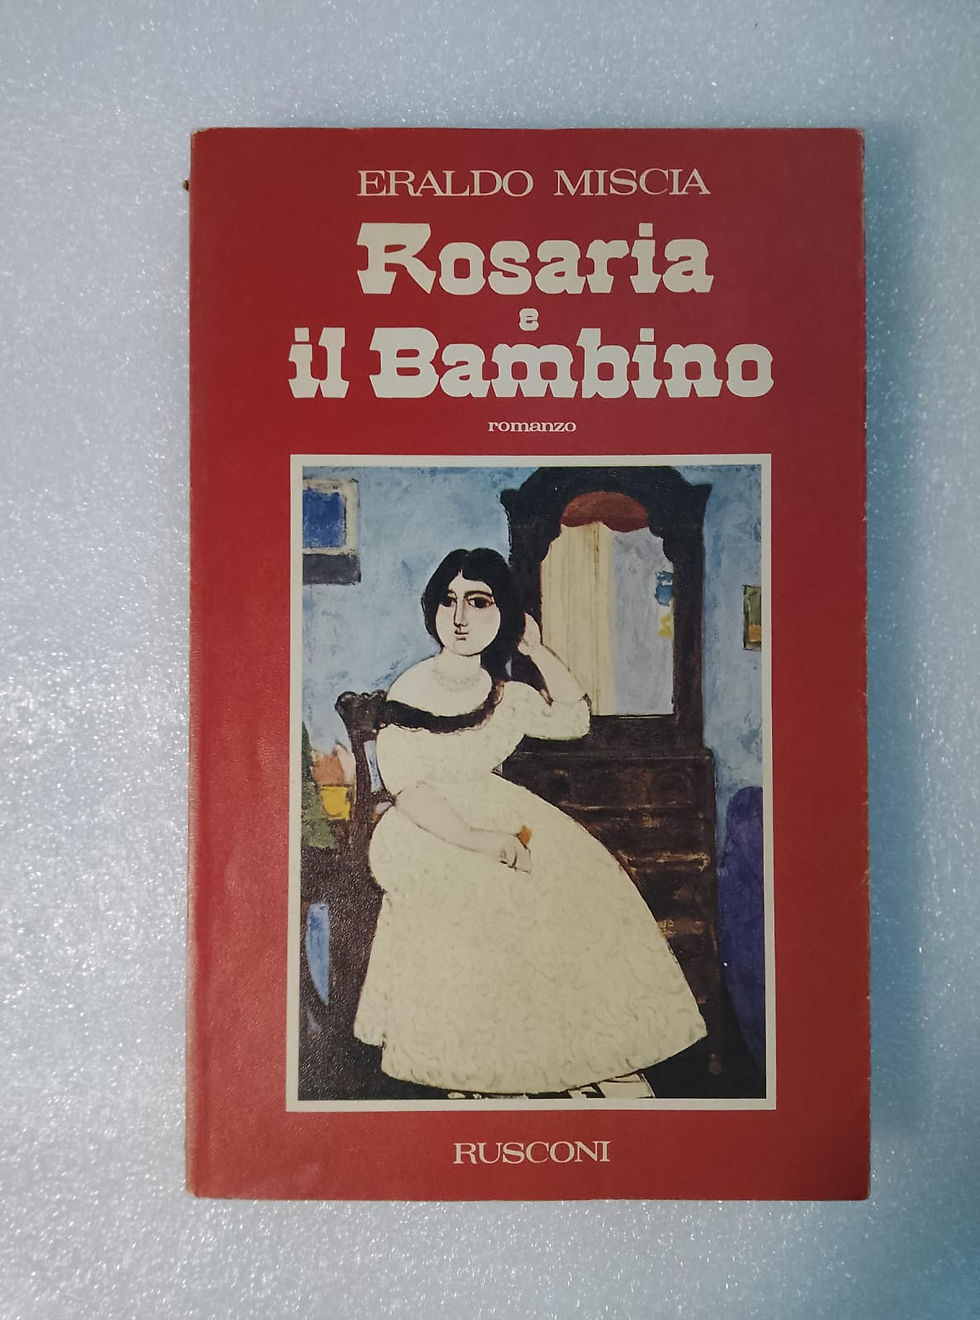 ERALDO MISCIA
Rosaria
e
il Bambino
romanzo
RUSCONI